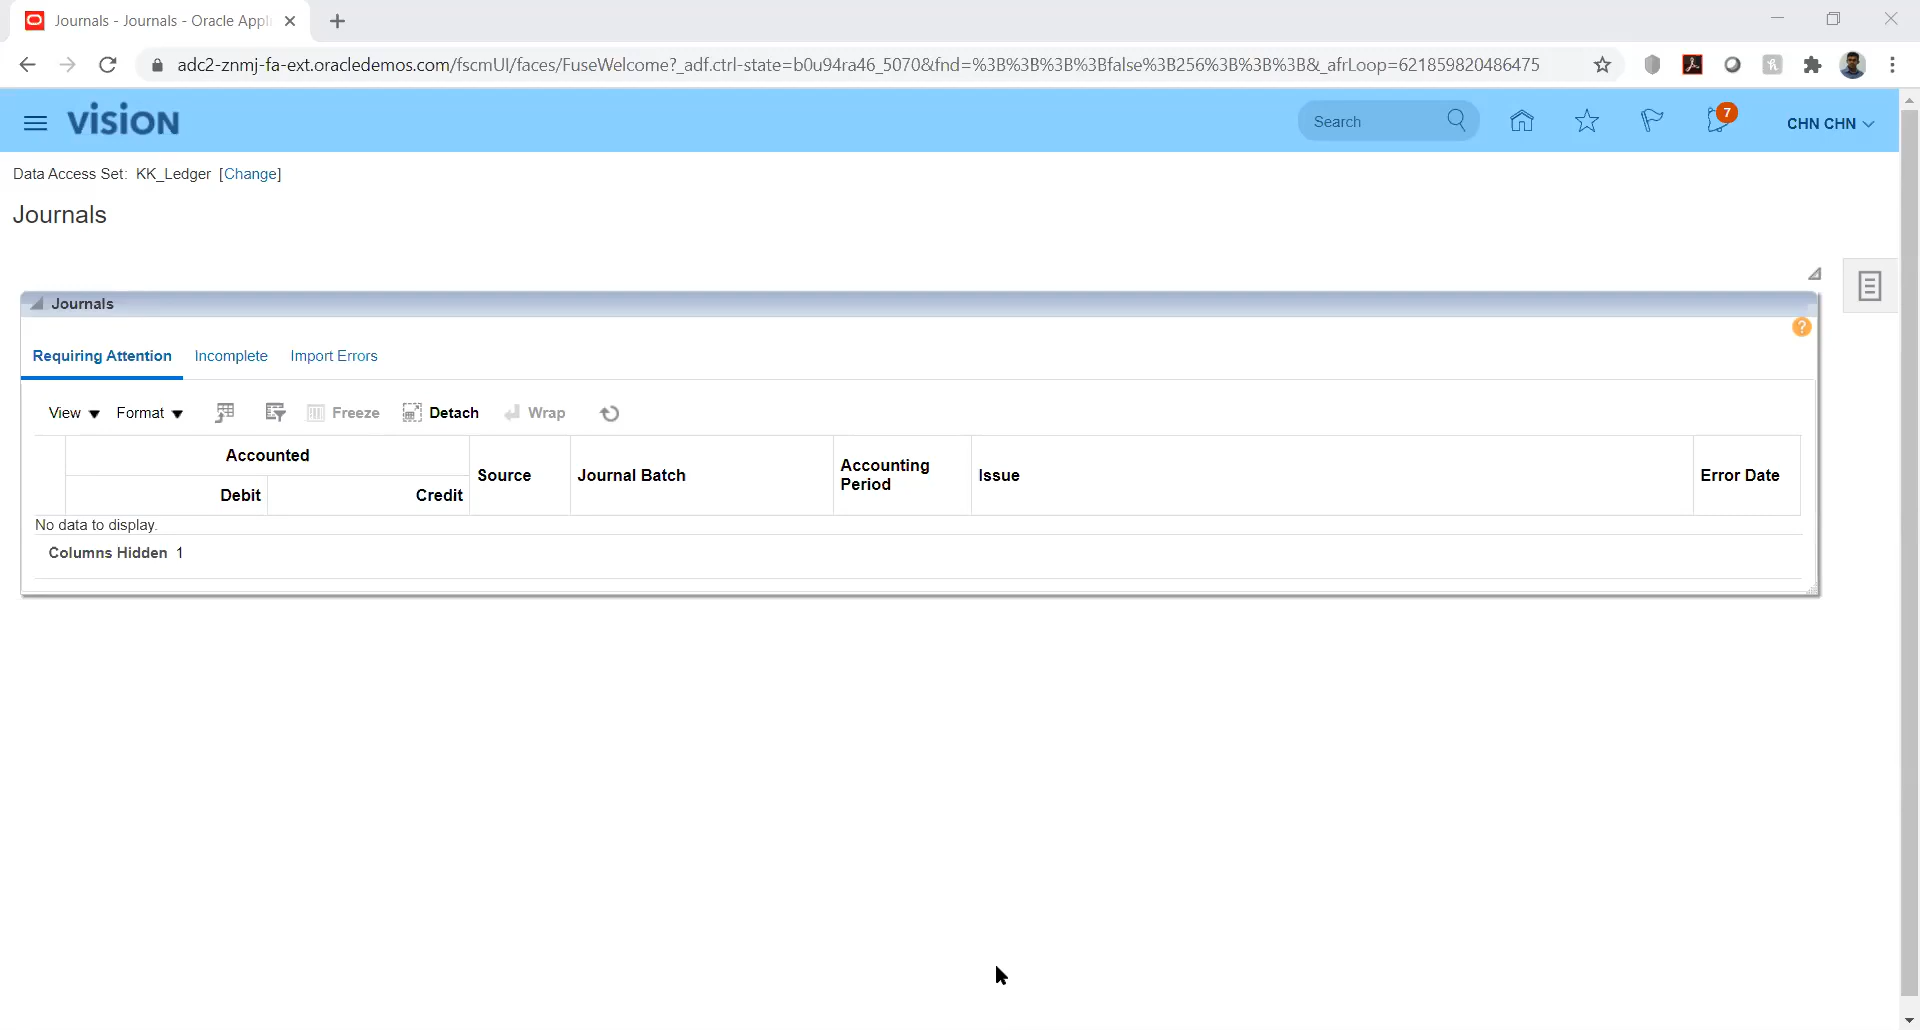 Journals - Journals - Oracle Appli
adc2-znmj-fa-ext.oracledemos.com/fscmUI/faces/FuseWelcome?_adf.ctrl-state=b0u94ra46_5070&fnd=%3B%3B%3B%3Bfalse%3B256%3B%3B%3B&_afrLoop=621859820486475
VISION
Search
7
CHN CHN
Data Access Set: KK_Ledger [Change]
Journals
Journals
?
Requiring Attention Incomplete Import Errors
View Format Freeze Detach Wrap
Accounted
Debit Credit Source Journal Batch Accounting Period Issue Error Date
No data to display.
Columns Hidden 1